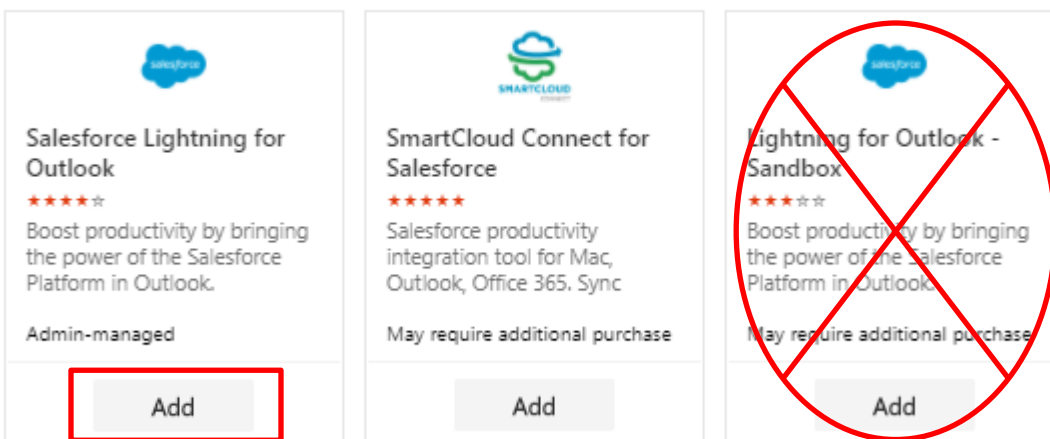 salesforce
Salesforce Lightning for
Outlook
Boost productivity by bringing
the power of the Salesforce
Platform in Outlook.
Admin-managed
Add
SMARTCLOUD
CONNECT
SmartCloud Connect for
Salesforce
Salesforce productivity
integration tool for Mac,
Outlook, Office 365. Sync
May require additional purchase
Add
salesforce
Lightning for Outlook -
Sandbox
Boost productivity by bringing
the power of the Salesforce
Platform in Outlook.
May require additional purchase
Add